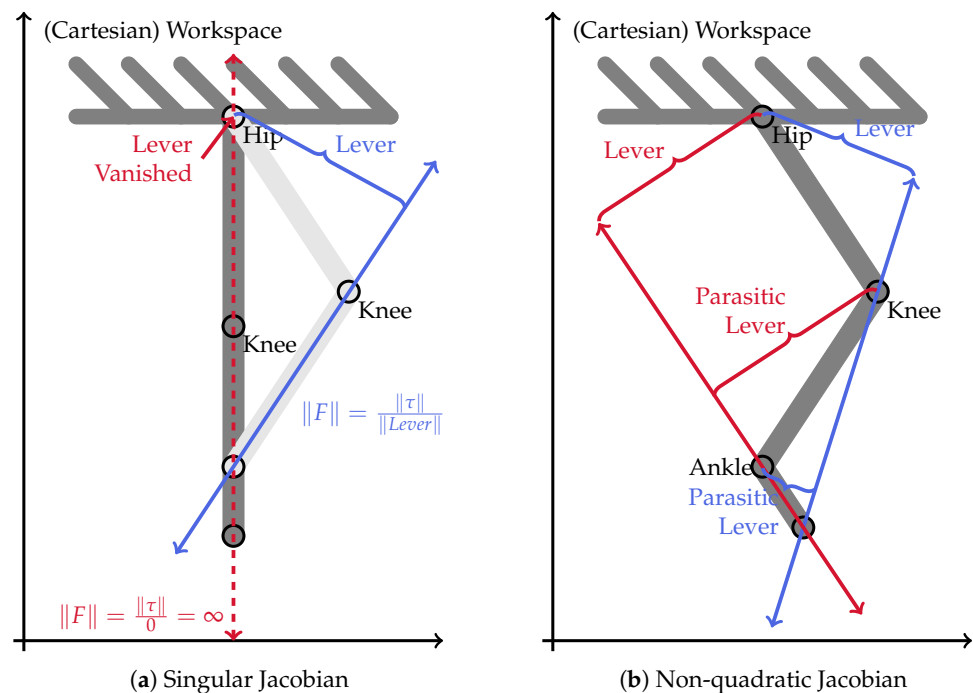 (Cartesian) Workspace
Hip
Lever
Vanished
Lever
Knee
Knee
‖F‖ = ‖τ‖ / ‖Lever‖
‖F‖ = ‖τ‖ / 0 = ∞
(a) Singular Jacobian
(Cartesian) Workspace
Lever
Hip
Lever
Parasitic
Lever
Knee
Ankle
Parasitic
Lever
(b) Non-quadratic Jacobian